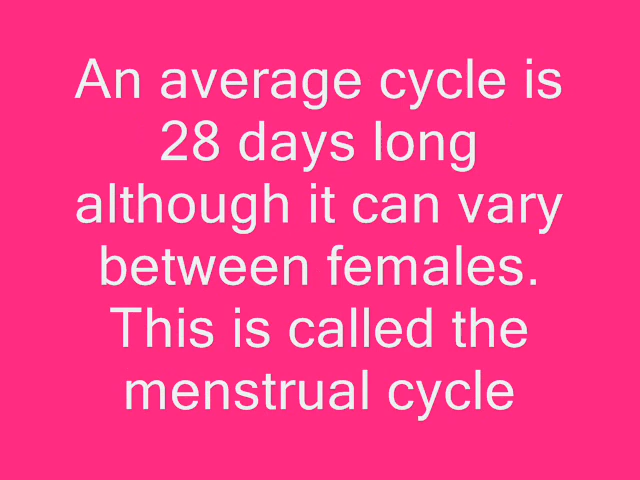 An average cycle is
28 days long
although it can vary
between females.
This is called the
menstrual cycle